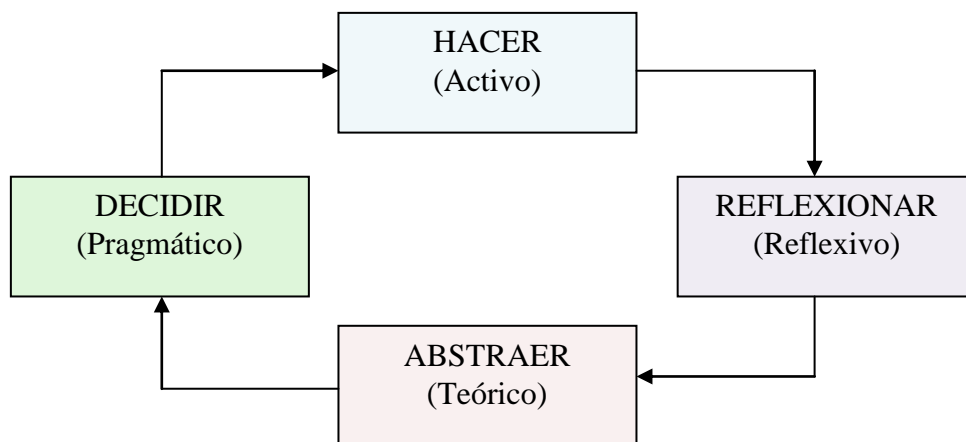 HACER
(Activo)
DECIDIR
(Pragmático)
REFLEXIONAR
(Reflexivo)
ABSTRAER
(Teórico)